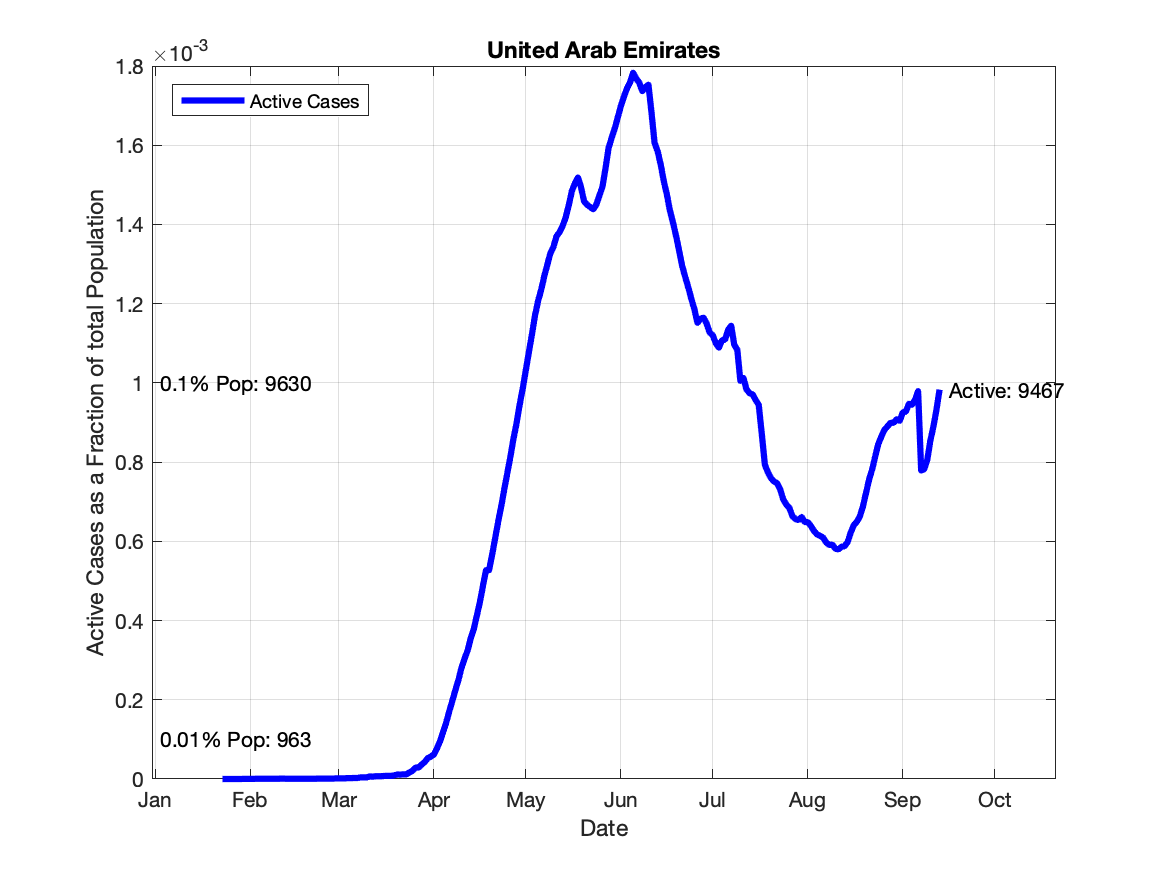 United Arab Emirates
×10-3
Active Cases
1.8
1.6
1.4
1.2
1
0.8
0.6
0.4
0.2
0
Active Cases as a Fraction of total Population
0.1% Pop: 9630
Active: 9467
0.01% Pop: 963
Jan Feb Mar Apr May Jun Jul Aug Sep Oct
Date